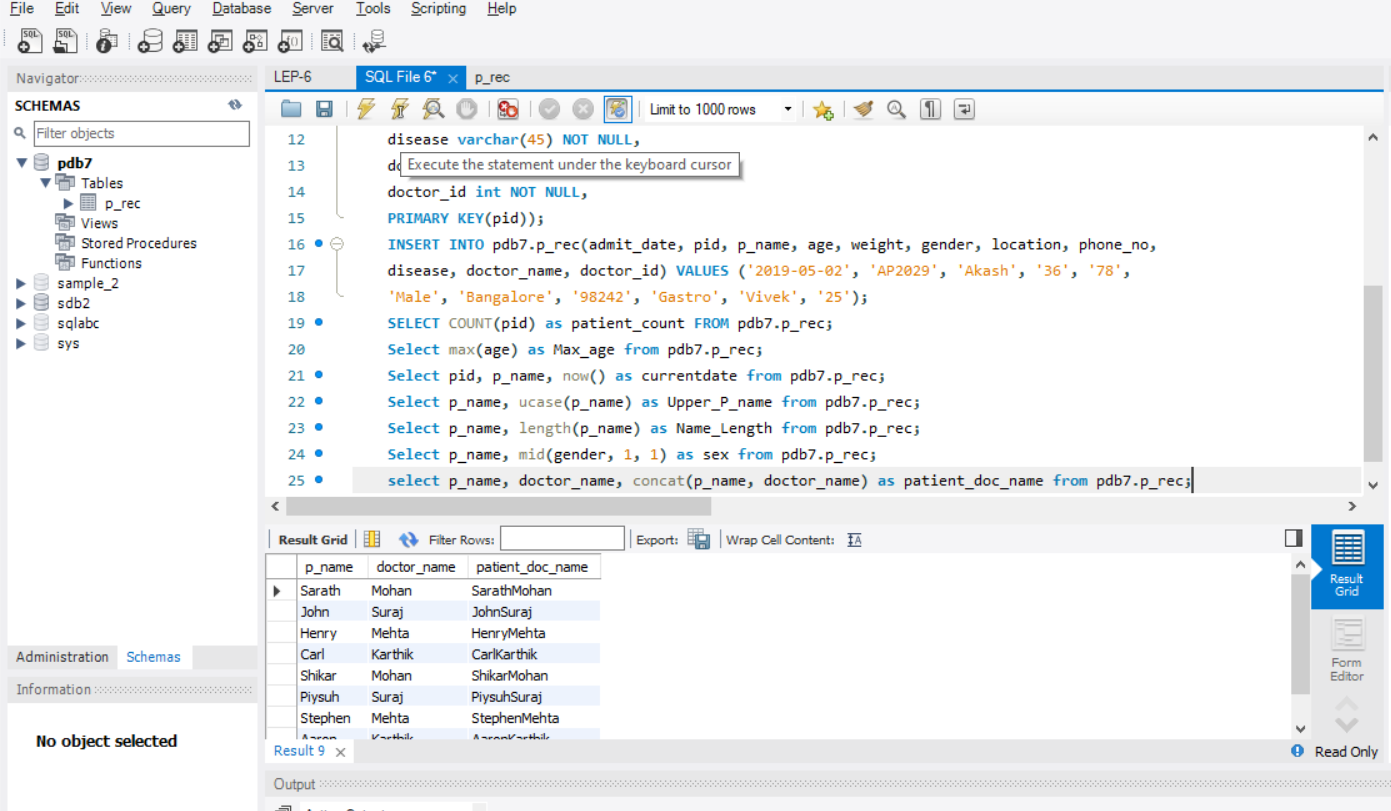 File Edit View Query Database Server Tools Scripting Help
Navigator
LEP-6 SQL File 6* × p_rec
SCHEMAS
Limit to 1000 rows
Filter objects
pdb7
Tables
p_rec
Views
Stored Procedures
Functions
sample_2
sdb2
sqlabc
sys
Administration Schemas
Information
No object selected
12 disease varchar(45) NOT NULL,
13 do
Execute the statement under the keyboard cursor
14 doctor_id int NOT NULL,
15 PRIMARY KEY(pid));
16 INSERT INTO pdb7.p_rec(admit_date, pid, p_name, age, weight, gender, location, phone_no,
17 disease, doctor_name, doctor_id) VALUES ('2019-05-02', 'AP2029', 'Akash', '36', '78',
18 'Male', 'Bangalore', '98242', 'Gastro', 'Vivek', '25');
19 SELECT COUNT(pid) as patient_count FROM pdb7.p_rec;
20 Select max(age) as Max_age from pdb7.p_rec;
21 Select pid, p_name, now() as currentdate from pdb7.p_rec;
22 Select p_name, ucase(p_name) as Upper_P_name from pdb7.p_rec;
23 Select p_name, length(p_name) as Name_Length from pdb7.p_rec;
24 Select p_name, mid(gender, 1, 1) as sex from pdb7.p_rec;
25 select p_name, doctor_name, concat(p_name, doctor_name) as patient_doc_name from pdb7.p_rec;
Result Grid Filter Rows: Export: Wrap Cell Content:
p_name doctor_name patient_doc_name
Sarath Mohan SarathMohan
John Suraj JohnSuraj
Henry Mehta HenryMehta
Carl Karthik CarlKarthik
Shikar Mohan ShikarMohan
Piysuh Suraj PiysuhSuraj
Stephen Mehta StephenMehta
Aaron Karthik AaronKarthik
Result
Grid
Form
Editor
Result 9 × Read Only
Output